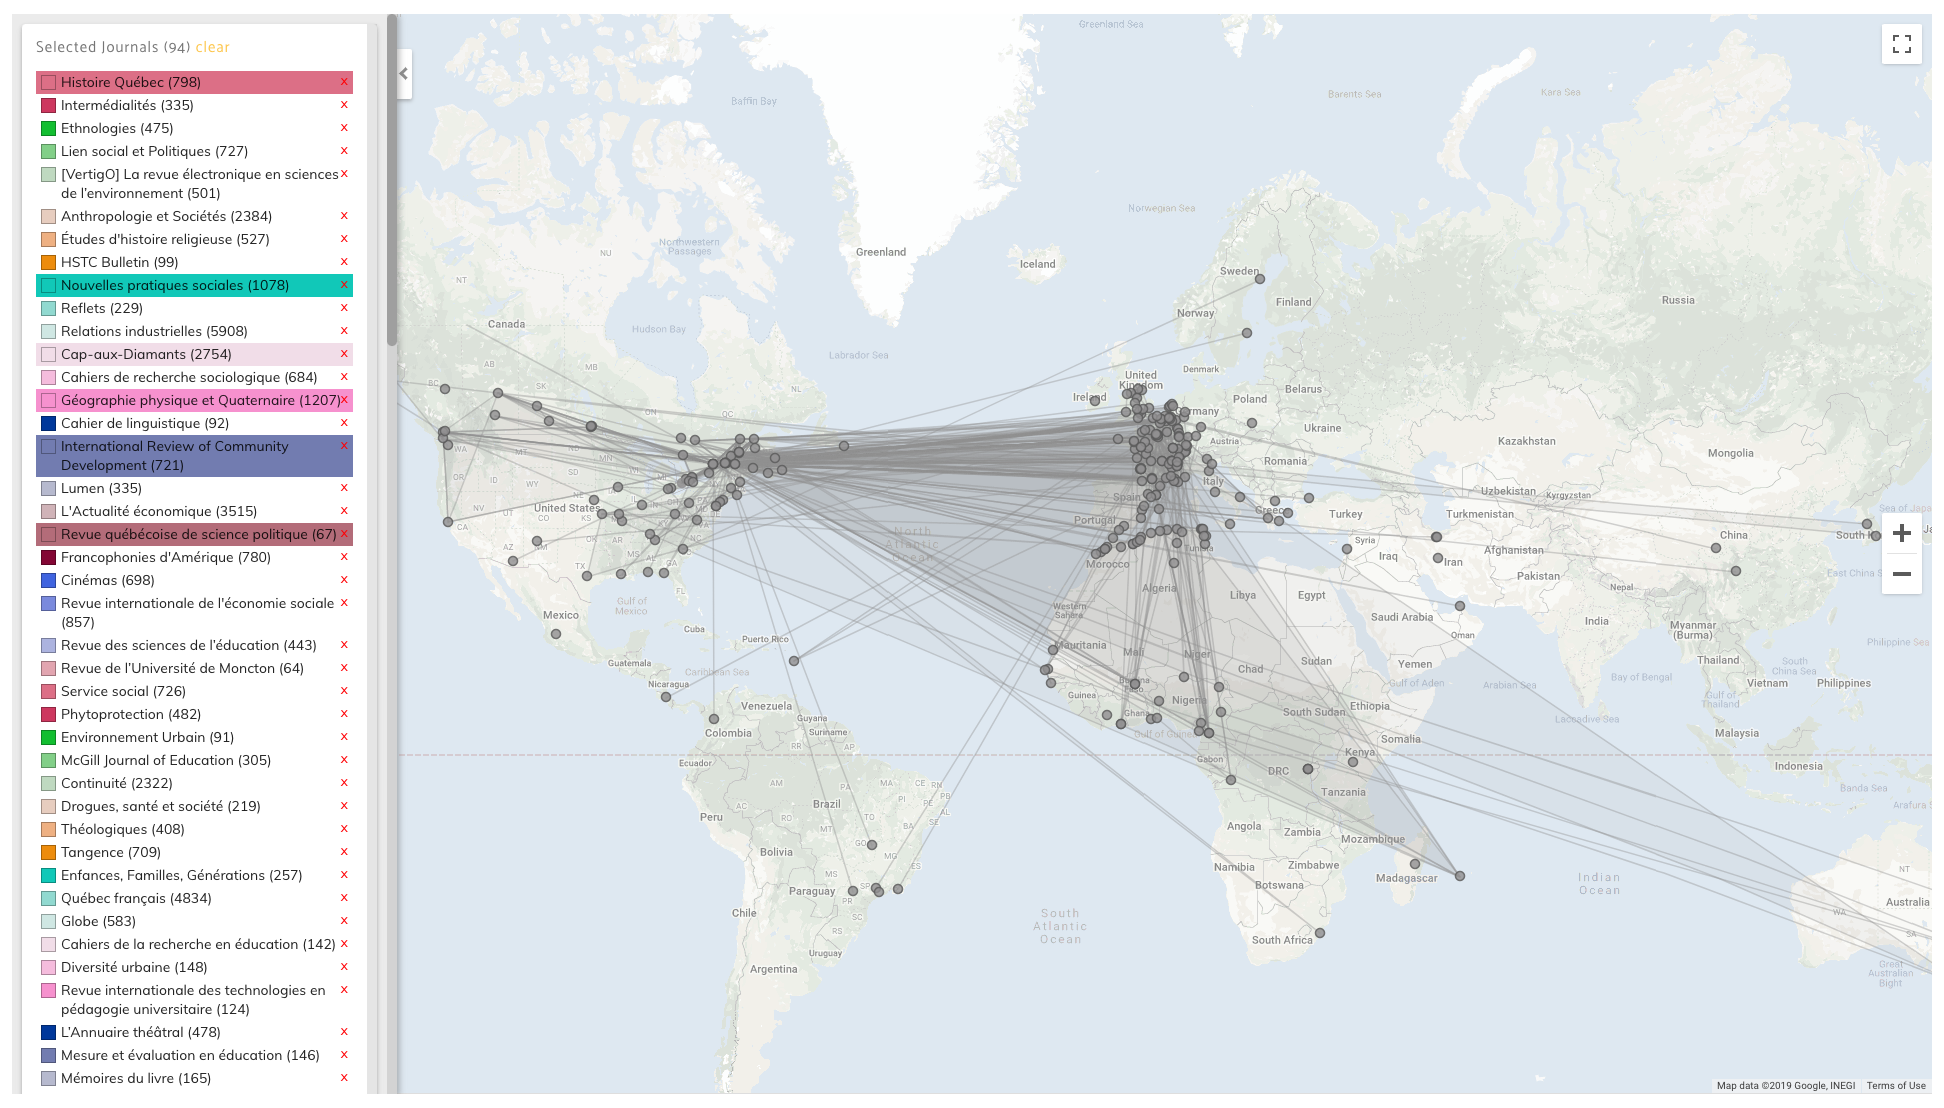 Selected Journals (94) clear
Histoire Québec (798) x
Intermédialités (335) x
Ethnologies (475) x
Lien social et Politiques (727) x
[VertigO] La revue électronique en sciences x
de l'environnement (501)
Anthropologie et Sociétés (2384) x
Études d'histoire religieuse (527) x
HSTC Bulletin (99) x
Nouvelles pratiques sociales (1078) x
Reflets (229) x
Relations industrielles (5908) x
Cap-aux-Diamants (2754) x
Cahiers de recherche sociologique (684) x
Géographie physique et Quaternaire (1207) x
Cahier de linguistique (92) x
International Review of Community x
Development (721)
Lumen (335) x
L'Actualité économique (3515) x
Revue québécoise de science politique (67) x
Francophonies d'Amérique (780) x
Cinémas (698) x
Revue internationale de l'économie sociale x
(857)
Revue des sciences de l'éducation (443) x
Revue de l'Université de Moncton (64) x
Service social (726) x
Phytoprotection (482) x
Environnement Urbain (91) x
McGill Journal of Education (305) x
Continuité (2322) x
Drogues, santé et société (219) x
Théologiques (408) x
Tangence (709) x
Enfances, Familles, Générations (257) x
Québec français (4834) x
Globe (583) x
Cahiers de la recherche en éducation (142) x
Diversité urbaine (148) x
Revue internationale des technologies en x
pédagogie universitaire (124)
L'Annuaire théâtral (478) x
Mesure et évaluation en éducation (146) x
Mémoires du livre (165) x
Greenland Sea
Baffin Bay
Barents Sea
Kara Sea
Norwegian Sea
Northwestern
Passages
NU
NT
Greenland
Iceland
Sweden
Finland
Norway
Russia
Canada
Hudson Bay
Labrador Sea
AB
MB
SK
BC
NL
ON
QC
United
Kingdom
Ireland
Denmark
Belarus
Poland
Germany
Ukraine
Austria
Romania
Kazakhstan
Mongolia
Italy
Spain
Portugal
Greece
Turkey
Uzbekistan
Kyrgyzstan
Turkmenistan
Sea of Japa
South
China
Syria
Iraq
Iran
Afghanistan
Pakistan
Nepal
East China
WA
MT
ND
MN
OR
SD
WY
NE
NV
UT
CO
KS
United States
CA
AZ
NM
TX
AL
GA
NC
FL
North
Atlantic
Ocean
Tunisia
Morocco
Algeria
Libya
Egypt
Western
Sahara
Saudi Arabia
Oman
India
Myanmar
(Burma)
Philippine Sea
Mexico
Gulf of
Mexico
Cuba
Puerto Rico
Guatemala
Caribbean Sea
Nicaragua
Mauritania
Mali
Niger
Chad
Sudan
Yemen
Gulf of Aden
Arabian Sea
Bay of Bengal
Thailand
Vietnam
South
China Sea
Philippines
Gulf of
Thailand
Guinea
Burkina
Faso
Ghana
Nigeria
South Sudan
Ethiopia
Laccadive Sea
Venezuela
Guyana
Suriname
Colombia
Gulf of Guinea
Somalia
Malaysia
Ecuador
RR
AP
Gabon
DRC
Kenya
Indonesia
AM
PA
MA
CE
RN
PB
PI
PE
AL
SE
AC
TO
RO
MT
BA
Peru
Brazil
Tanzania
Banda Sea
Arafura S
Angola
Zambia
Mozambique
Bolivia
GO
MG
ES
MS
SP
Namibia
Zimbabwe
Botswana
Madagascar
Indian
Ocean
NT
WA
Australia
SA
Paraguay
PR
SC
RS
Chile
South
Atlantic
Ocean
South Africa
Uruguay
Argentina
Great
Australian
Bight
Map data ©2019 Google, INEGI Terms of Use